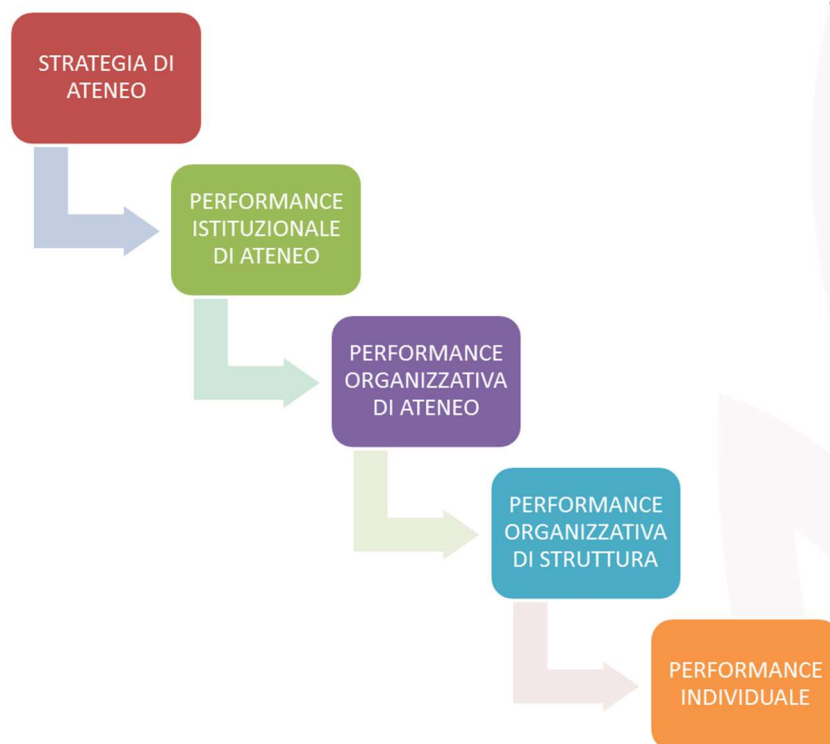 STRATEGIA DI
ATENEO
PERFORMANCE
ISTITUZIONALE
DI ATENEO
PERFORMANCE
ORGANIZZATIVA
DI ATENEO
PERFORMANCE
ORGANIZZATIVA
DI STRUTTURA
PERFORMANCE
INDIVIDUALE